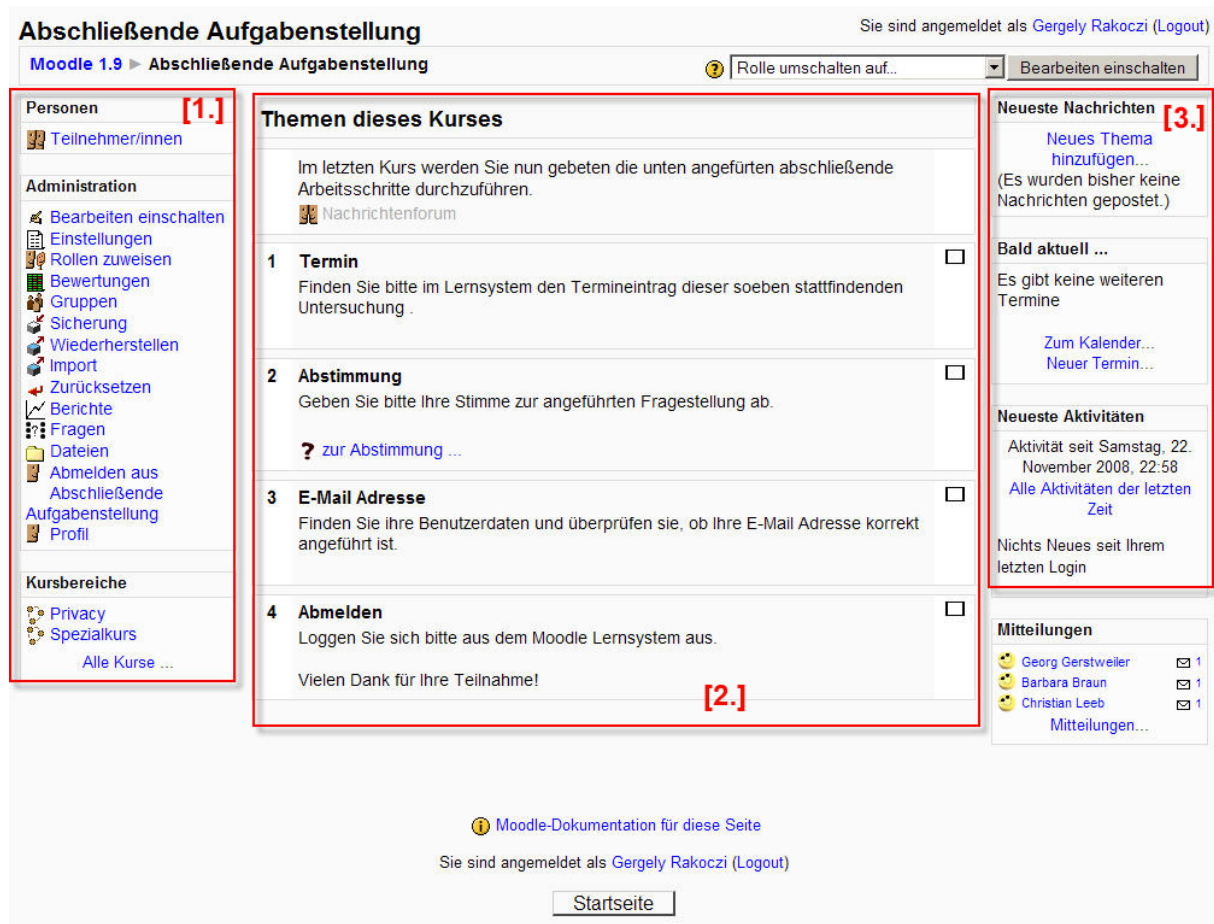 Abschließende Aufgabenstellung
Sie sind angemeldet als Gergely Rakoczi (Logout)
Moodle 1.9 ► Abschließende Aufgabenstellung
Rolle umschalten auf...
Bearbeiten einschalten
[1.]
Personen
Teilnehmer/innen
Administration
Bearbeiten einschalten
Einstellungen
Rollen zuweisen
Bewertungen
Gruppen
Sicherung
Wiederherstellen
Import
Zurücksetzen
Berichte
Fragen
Dateien
Abmelden aus
Abschließende
Aufgabenstellung
Profil
Kursbereiche
Privacy
Spezialkurs
Alle Kurse ...
Themen dieses Kurses
Im letzten Kurs werden Sie nun gebeten die unten angefürten abschließende
Arbeitsschritte durchzuführen.
Nachrichtenforum
1 Termin
Finden Sie bitte im Lernsystem den Termineintrag dieser soeben stattfindenden
Untersuchung .
2 Abstimmung
Geben Sie bitte Ihre Stimme zur angeführten Fragestellung ab.
? zur Abstimmung ...
3 E-Mail Adresse
Finden Sie ihre Benutzerdaten und überprüfen sie, ob Ihre E-Mail Adresse korrekt
angeführt ist.
4 Abmelden
Loggen Sie sich bitte aus dem Moodle Lernsystem aus.
Vielen Dank für Ihre Teilnahme!
[2.]
Neueste Nachrichten
[3.]
Neues Thema
hinzufügen...
(Es wurden bisher keine
Nachrichten gepostet.)
Bald aktuell ...
Es gibt keine weiteren
Termine
Zum Kalender...
Neuer Termin...
Neueste Aktivitäten
Aktivität seit Samstag, 22.
November 2008, 22:58
Alle Aktivitäten der letzten
Zeit
Nichts Neues seit Ihrem
letzten Login
Mitteilungen
Georg Gerstweiler 1
Barbara Braun 1
Christian Leeb 1
Mitteilungen...
Moodle-Dokumentation für diese Seite
Sie sind angemeldet als Gergely Rakoczi (Logout)
Startseite